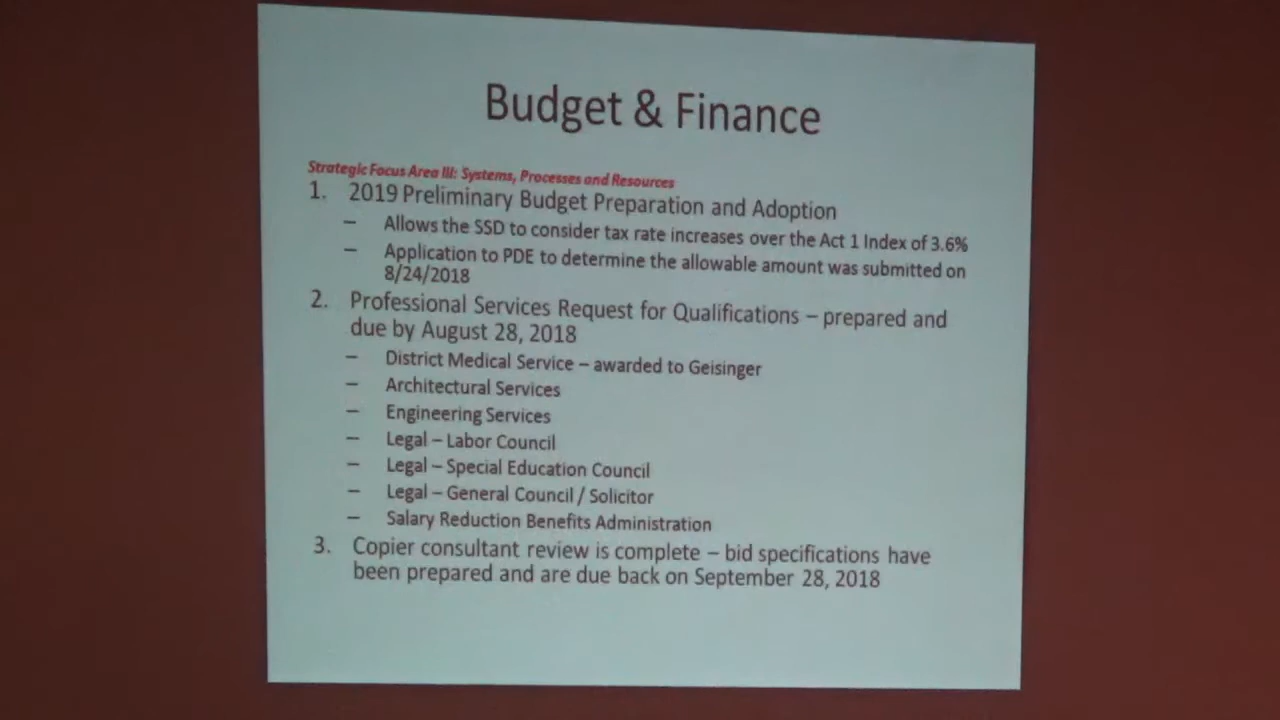 Budget & Finance
Strategic Focus Area III: Systems, Processes and Resources
1. 2019 Preliminary Budget Preparation and Adoption
– Allows the SSD to consider tax rate increases over the Act 1 Index of 3.6%
– Application to PDE to determine the allowable amount was submitted on
8/24/2018
2. Professional Services Request for Qualifications – prepared and
due by August 28, 2018
– District Medical Service – awarded to Geisinger
– Architectural Services
– Engineering Services
– Legal – Labor Council
– Legal – Special Education Council
– Legal – General Council / Solicitor
– Salary Reduction Benefits Administration
3. Copier consultant review is complete – bid specifications have
been prepared and are due back on September 28, 2018